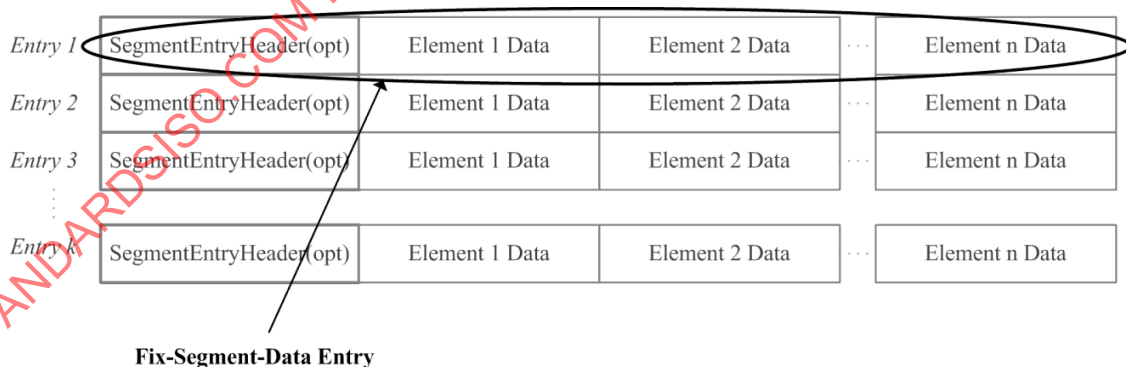 Entry 1 SegmentEntryHeader(opt) Element 1 Data Element 2 Data ... Element n Data
Entry 2 SegmentEntryHeader(opt) Element 1 Data Element 2 Data ... Element n Data
Entry 3 SegmentEntryHeader(opt) Element 1 Data Element 2 Data ... Element n Data
Entry k SegmentEntryHeader(opt) Element 1 Data Element 2 Data ... Element n Data
Fix-Segment-Data Entry
ANDARDSISO.COM